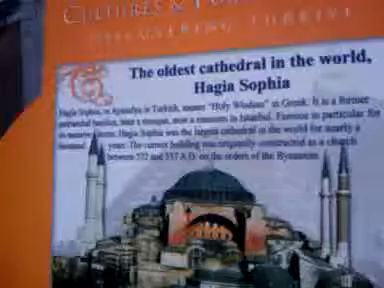 CULTURES &
DISCOVERING TURKIYE
The oldest cathedral in the world,
Hagia Sophia
Hagia Sophia, or Ayasofya in Turkish, means "Holy Wisdom" in Greek. It is a former
patriarchal basilica, later a mosque, now a museum in Istanbul. Famous in particular for
its massive dome, Hagia Sophia was the largest cathedral in the world for nearly a
thousand years. The current building was originally constructed as a church
between 532 and 537 A.D. on the orders of the Byzantine